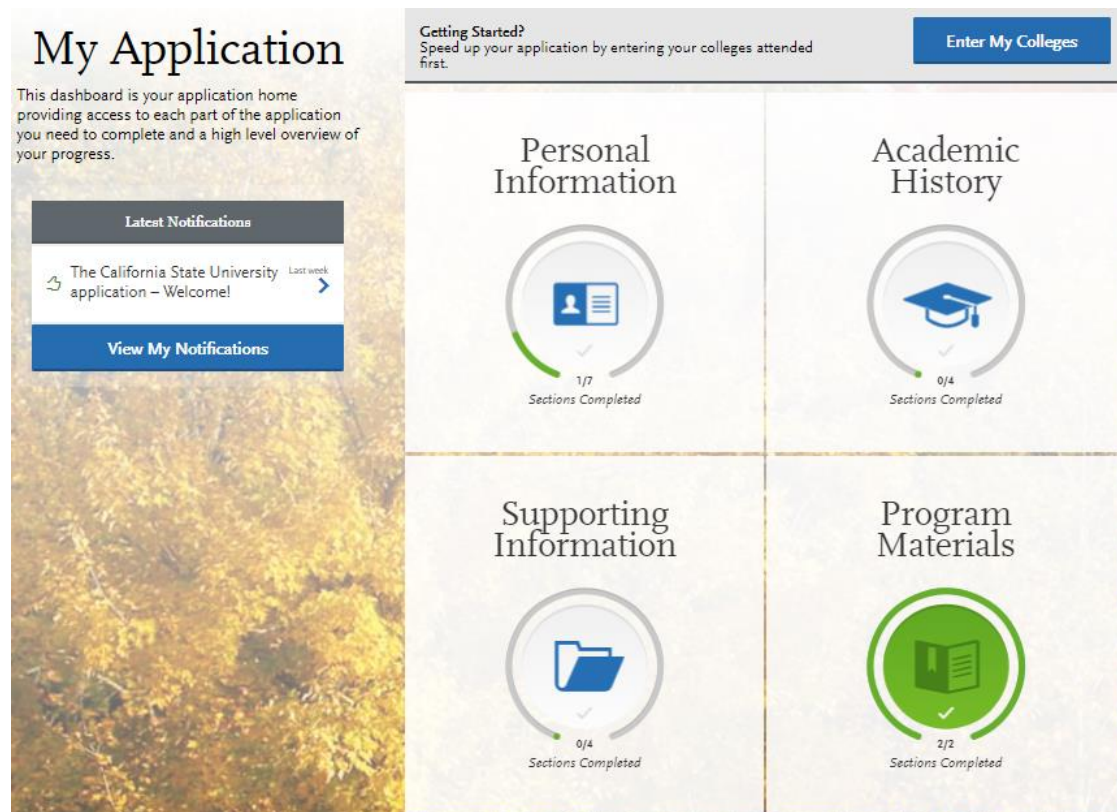 My Application
This dashboard is your application home
providing access to each part of the application
you need to complete and a high level overview of
your progress.
Latest Notifications
The California State University
application – Welcome!
Last week
View My Notifications
Getting Started?
Speed up your application by entering your colleges attended
first.
Enter My Colleges
Personal
Information
1/7
Sections Completed
Academic
History
0/4
Sections Completed
Supporting
Information
0/4
Sections Completed
Program
Materials
2/2
Sections Completed